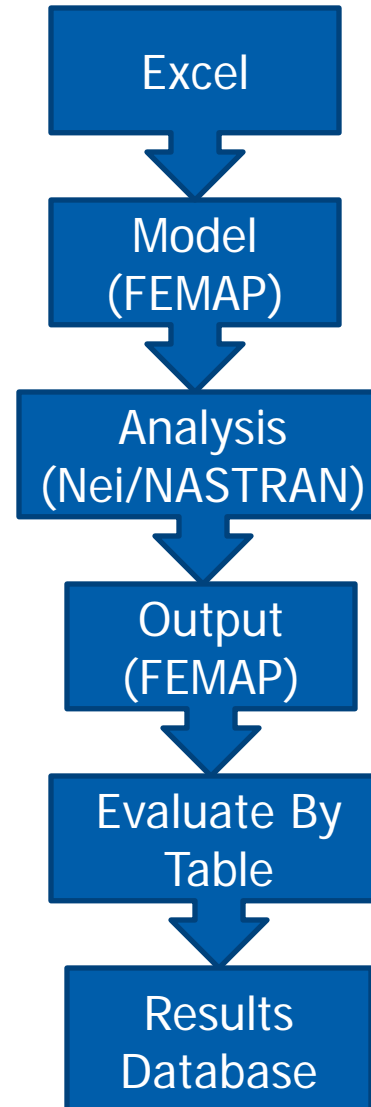 Excel
Model
(FEMAP)
Analysis
(Nei/NASTRAN)
Output
(FEMAP)
Evaluate By
Table
Results
Database